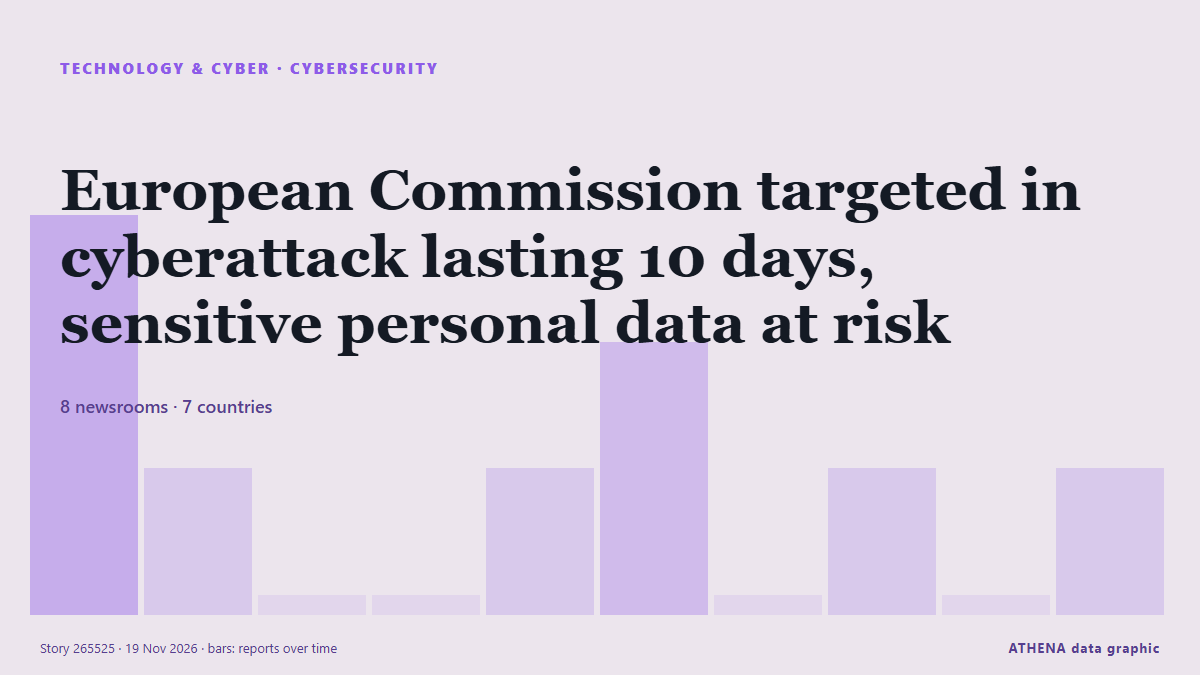 TECHNOLOGY & CYBER · CYBERSECURITY
European Commission targeted in
cyberattack lasting 10 days,
sensitive personal data at risk
8 newsrooms · 7 countries
Story 265525 · 19 Nov 2026 · bars: reports over time
ATHENA data graphic